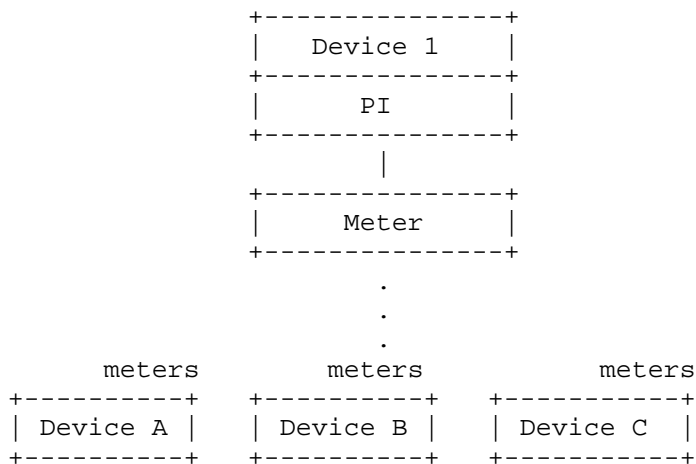 Device 1
PI
Meter
.
.
.
meters meters meters
Device A Device B Device C